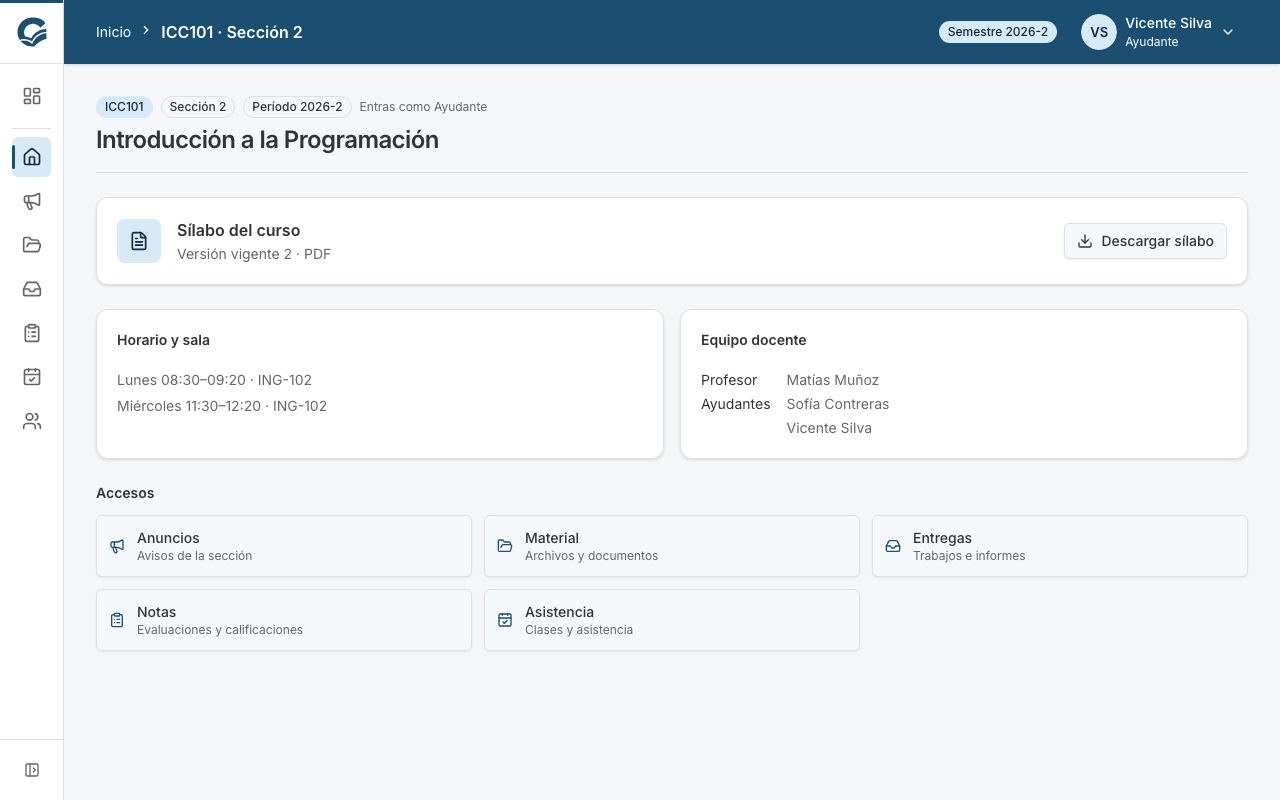 Inicio
ICC101 · Sección 2
Semestre 2026-2
VS
Vicente Silva
Ayudante
ICC101
Sección 2
Período 2026-2
Entras como Ayudante
Introducción a la Programación
Sílabo del curso
Versión vigente 2 · PDF
Descargar sílabo
Horario y sala
Lunes 08:30–09:20 · ING-102
Miércoles 11:30–12:20 · ING-102
Equipo docente
Profesor Matías Muñoz
Ayudantes Sofía Contreras
Vicente Silva
Accesos
Anuncios
Avisos de la sección
Material
Archivos y documentos
Entregas
Trabajos e informes
Notas
Evaluaciones y calificaciones
Asistencia
Clases y asistencia